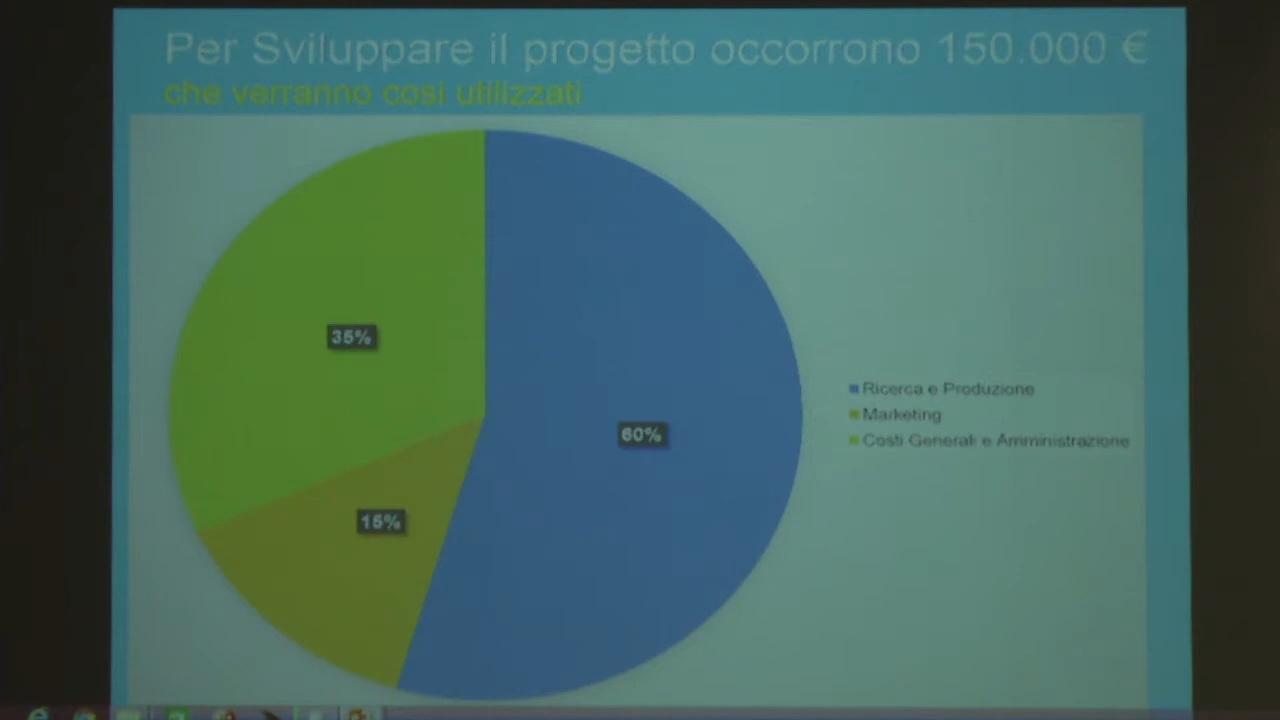 Per Sviluppare il progetto occorrono 150.000 €
che verranno così utilizzati
35%
60%
15%
Ricerca e Produzione
Marketing
Costi Generali e Amministrazione